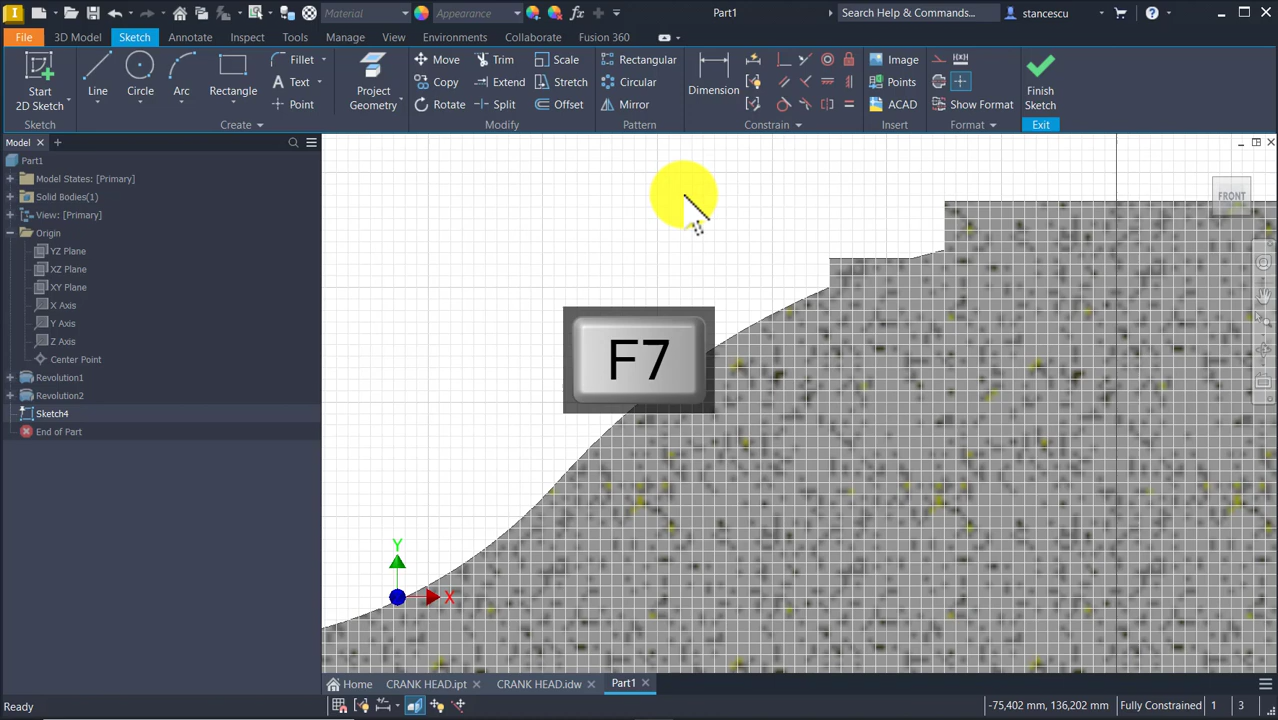 Material
Appearance
Part1
Search Help & Commands...
stancescu
File
3D Model
Sketch
Annotate
Inspect
Tools
Manage
View
Environments
Collaborate
Fusion 360
Start
2D Sketch
Line
Circle
Arc
Rectangle
Fillet
Text
Point
Project
Geometry
Move
Copy
Rotate
Trim
Extend
Split
Scale
Stretch
Offset
Rectangular
Circular
Mirror
Dimension
Image
Points
ACAD
Show Format
Finish
Sketch
Sketch
Create
Modify
Pattern
Constrain
Insert
Format
Exit
Model
Part1
Model States: [Primary]
Solid Bodies(1)
View: [Primary]
Origin
YZ Plane
XZ Plane
XY Plane
X Axis
Y Axis
Z Axis
Center Point
Revolution1
Revolution2
Sketch4
End of Part
FRONT
F7
Y
X
Home
CRANK HEAD.ipt
CRANK HEAD.idw
Part1
Ready
-75,402 mm, 136,202 mm
Fully Constrained
1
3